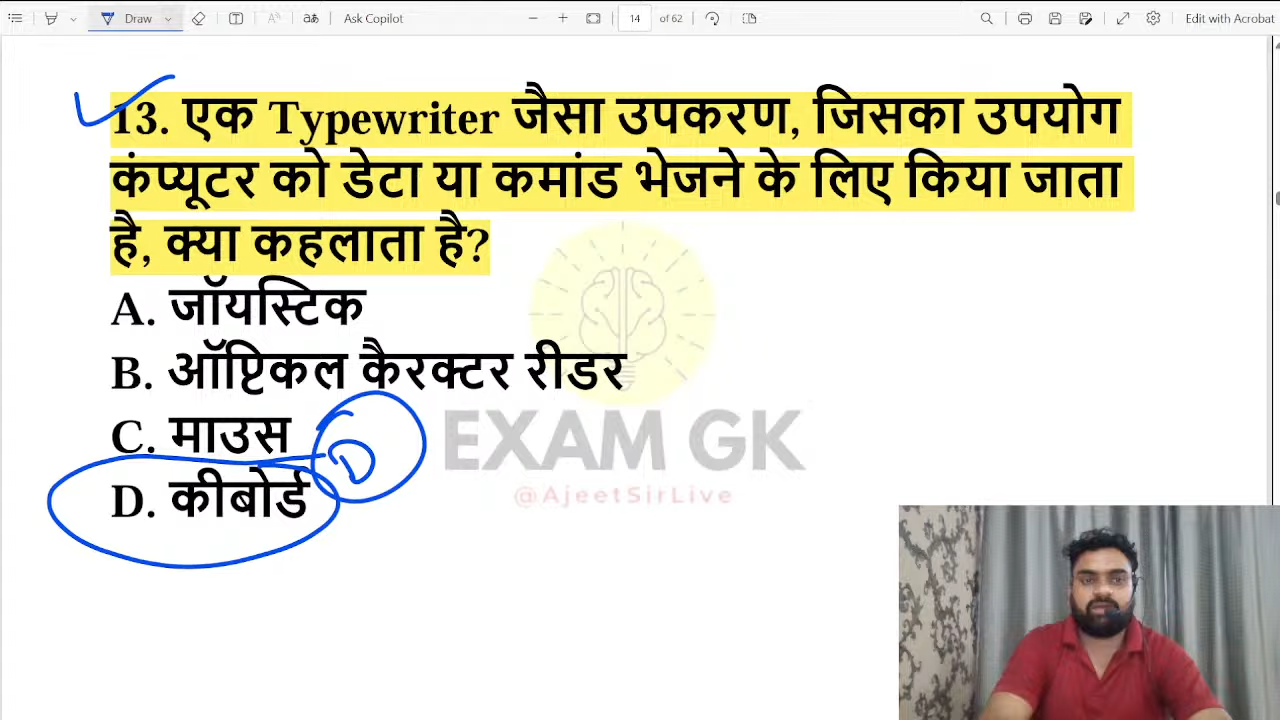 Draw
Ask Copilot
14 of 62
Edit with Acrobat
13. एक Typewriter जैसा उपकरण, जिसका उपयोग
कंप्यूटर को डेटा या कमांड भेजने के लिए किया जाता
है, क्या कहलाता है?
A. जॉयस्टिक
B. ऑप्टिकल कैरक्टर रीडर
C. माउस
D
D. कीबोर्ड
EXAM GK
@AjeetSirLive